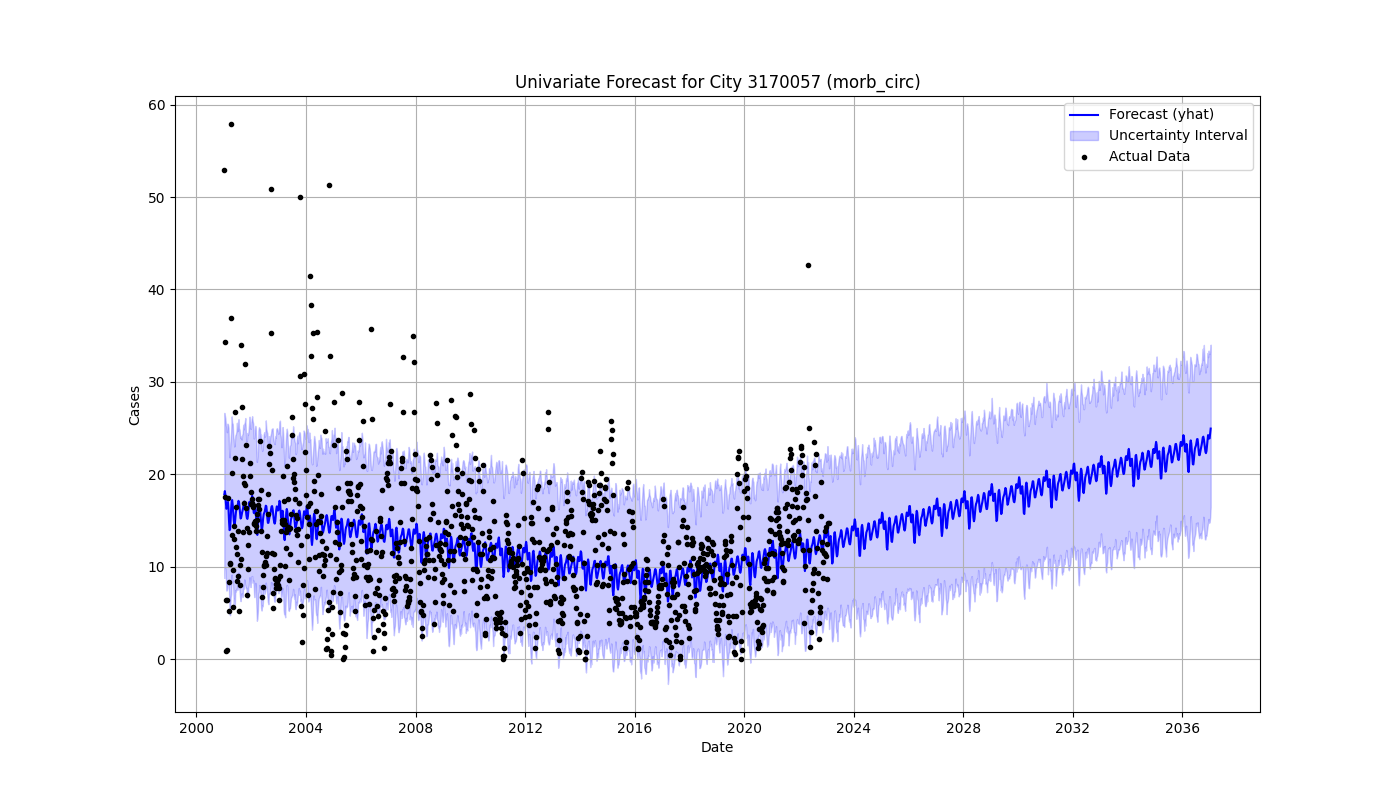 Univariate Forecast for City 3170057 (morb_circ)
Forecast (yhat)
Uncertainty Interval
Actual Data
Cases
60
50
40
30
20
10
0
2000 2004 2008 2012 2016 2020 2024 2028 2032 2036
Date